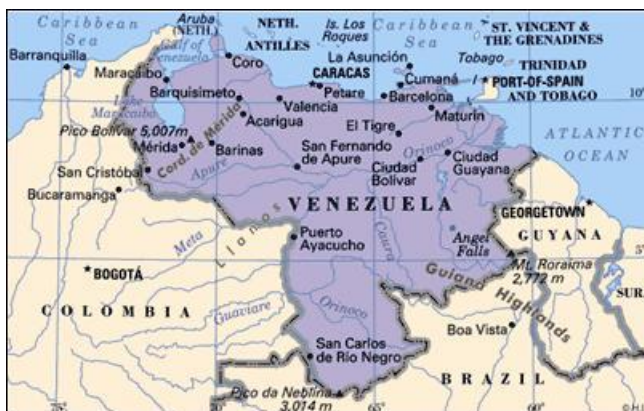 Caribbean
Sea
Aruba
(NETH.)
NETH.
ANTILLES
Is. Los
Roques
Caribbean
Sea
ST. VINCENT &
THE GRENADINES
Barranquilla
Gulf of
Venezuela
Coro
La Asunción
Tobago
TRINIDAD
Maracaibo
CARACAS
Cumaná
PORT-OF-SPAIN
AND TOBAGO
Barquisimeto
Petare
10°
Valencia
Barcelona
10°
Lake
Maracaibo
Acarigua
Maturín
Pico Bolívar 5,007m
El Tigre
ATLANTIC
OCEAN
Mérida
Cord. de Mérida
Barinas
Orinoco
San Cristóbal
Apure
San Fernando
de Apure
Ciudad
Bolívar
Ciudad
Guayana
Bucaramanga
VENEZUELA
GEORGETOWN
Llanos
Puerto
Ayacucho
Caura
Angel
Falls
GUYANA
Meta
5°
BOGOTÁ
Mt. Roraima
2,772 m
Guiana Highlands
SUR
COLOMBIA
Guaviare
Orinoco
Boa Vista
San Carlos
de Río Negro
BRAZIL
Pico da Neblina
3,014 m
65°